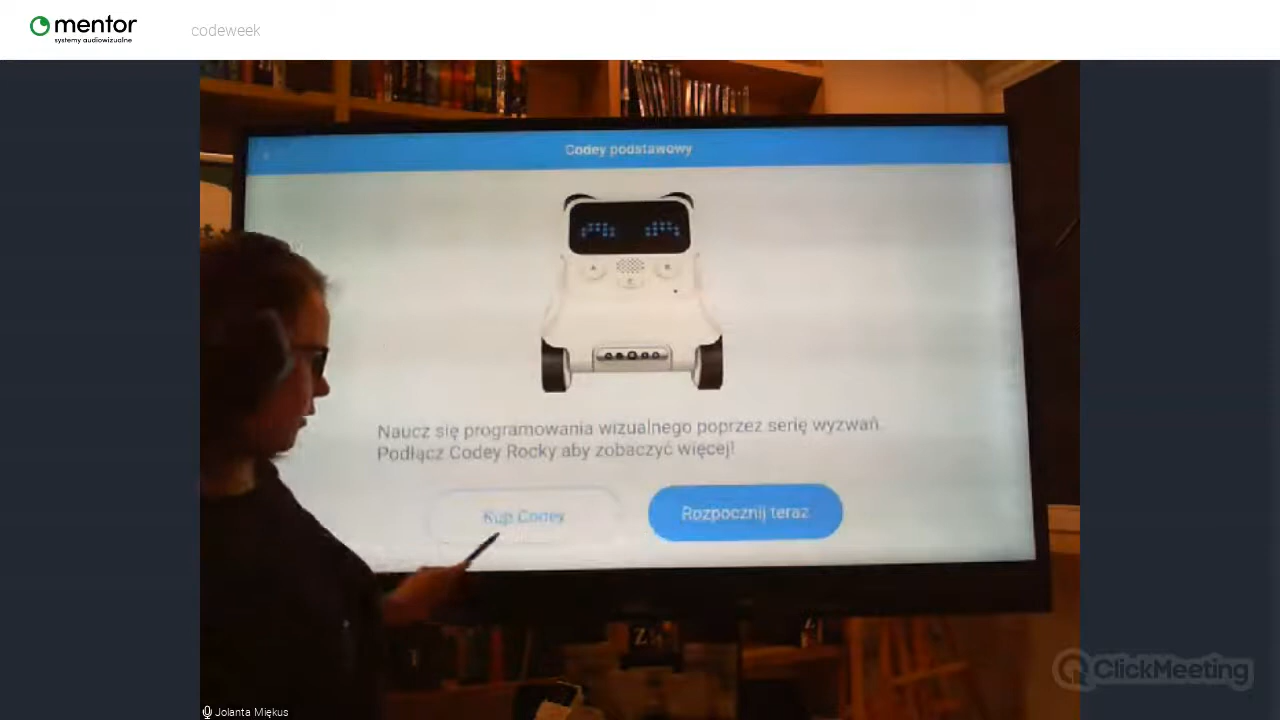 mentor
systemy audiowizualne
codeweek
Codey podstawowy
Naucz się programowania wizualnego poprzez serię wyzwań.
Podłącz Codey Rocky aby zobaczyć więcej!
Kup Codey
Rozpocznij teraz
ClickMeeting
Jolanta Miękus